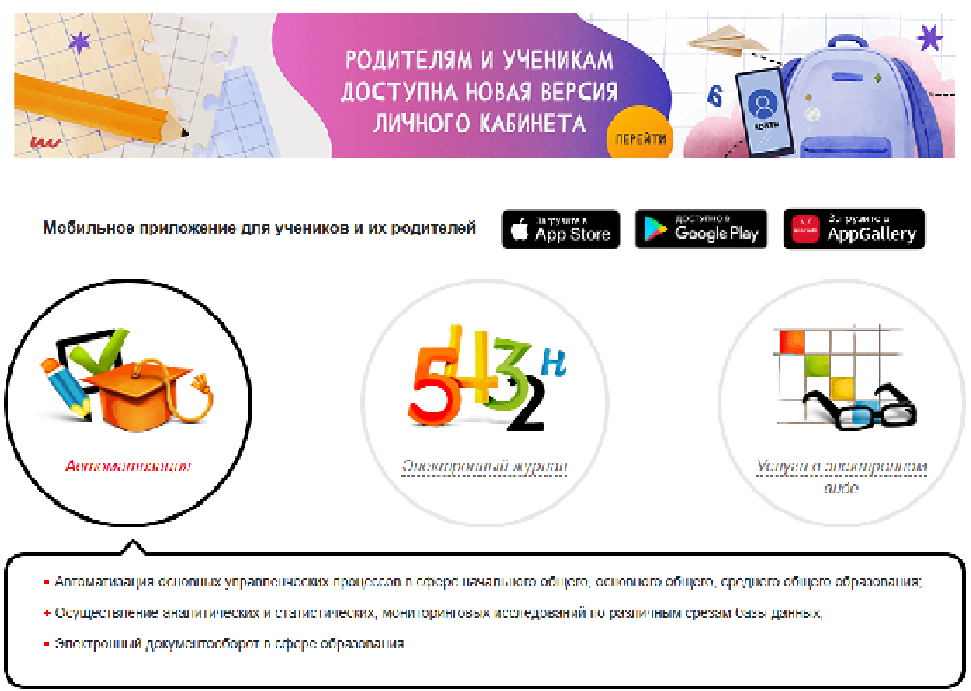 РОДИТЕЛЯМ И УЧЕНИКАМ
ДОСТУПНА НОВАЯ ВЕРСИЯ
ЛИЧНОГО КАБИНЕТА
ПЕРЕЙТИ
6
Мобильное приложение для учеников и их родителей
Загрузите в
App Store
ДОСТУПНО В
Google Play
Загрузите в
AppGallery
5 4 3 2 н
Автоматизация
Электронный журнал
Услуги в электронном
виде
Автоматизация основных управленческих процессов в сфере начального общего, основного общего, среднего общего образования;
Осуществление аналитических и статистических, мониторинговых исследований по различным срезам базы данных;
Электронный документооборот в сфере образования